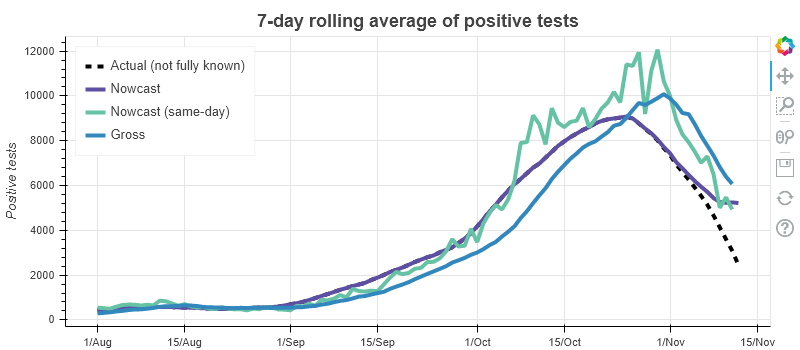 7-day rolling average of positive tests
Positive tests
12000
10000
8000
6000
4000
2000
0
Actual (not fully known)
Nowcast
Nowcast (same-day)
Gross
1/Aug
15/Aug
1/Sep
15/Sep
1/Oct
15/Oct
1/Nov
15/Nov